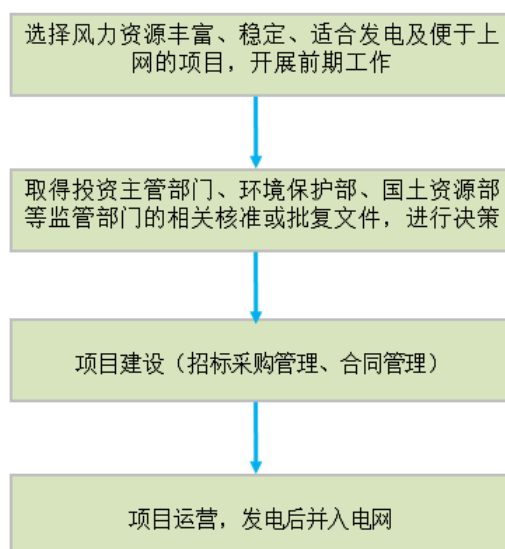 选择风力资源丰富、稳定、适合发电及便于上
网的项目，开展前期工作
取得投资主管部门、环境保护部、国土资源部
等监管部门的相关核准或批复文件，进行决策
项目建设（招标采购管理、合同管理）
项目运营，发电后并入电网